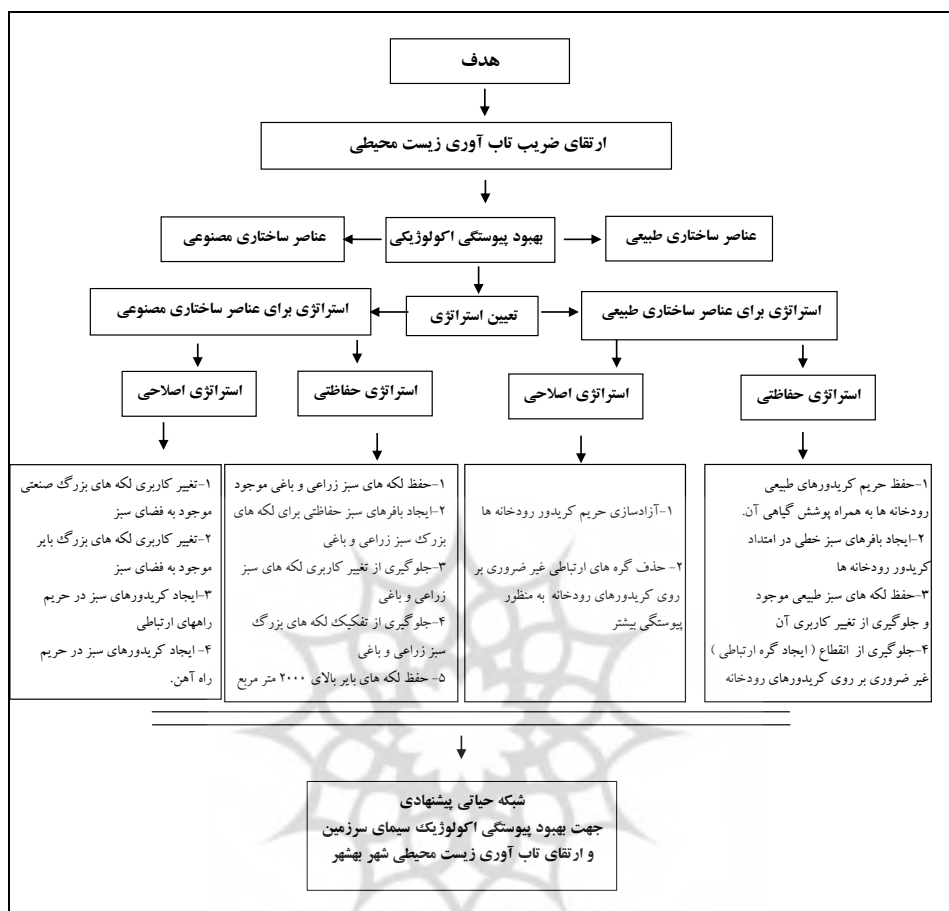 هدف
ارتقای ضریب تاب آوری زیست محیطی
عناصر ساختاری طبیعی
بهبود پیوستگی اکولوژیکی
عناصر ساختاری مصنوعی
استراتژی برای عناصر ساختاری طبیعی
تعیین استراتژی
استراتژی برای عناصر ساختاری مصنوعی
استراتژی حفاظتی
استراتژی اصلاحی
استراتژی حفاظتی
استراتژی اصلاحی
۱-حفظ حریم کریدورهای طبیعی
رودخانه ها به همراه پوشش گیاهی آن.
۲-ایجاد بافرهای سبز خطی در امتداد
کریدور رودخانه ها
۳-حفظ لکه های سبز طبیعی موجود
و جلوگیری از تغییر کاربری آن
۴-جلوگیری از انقطاع ( ایجاد گره ارتباطی )
غیر ضروری بر روی کریدورهای رودخانه
۱-آزادسازی حریم کریدور رودخانه ها
۲- حذف گره های ارتباطی غیر ضروری بر
روی کریدورهای رودخانه به منظور
پیوستگی بیشتر
۱-حفظ لکه های سبز زراعی و باغی موجود
۲-ایجاد بافرهای سبز حفاظتی برای لکه های
بزرک سبز زراعی و باغی
۳-جلوگیری از تغییر کاربری لکه های سبز
زراعی و باغی
۴-جلوگیری از تفکیک لکه های بزرگ
سبز زراعی و باغی
۵- حفظ لکه های بایر بالای ۲۰۰۰ متر مربع
۱-تغییر کاربری لکه های بزرگ صنعتی
موجود به فضای سبز
۲-تغییر کاربری لکه های بزرگ بایر
موجود به فضای سبز
۳-ایجاد کریدورهای سبز در حریم
راههای ارتباطی
۴- ایجاد کریدورهای سبز در حریم
راه آهن.
شبکه حیاتی پیشنهادی
جهت بهبود پیوستگی اکولوژیک سیمای سرزمین
و ارتقای تاب آوری زیست محیطی شهر بهشهر